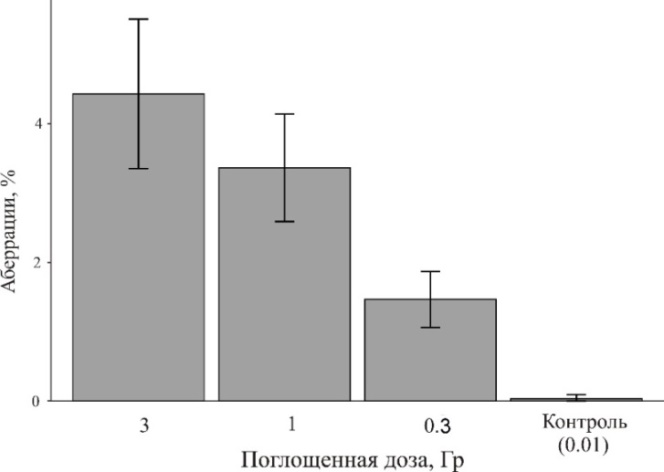 Аберрации, %
4
2
0
3 1 0.3 Контроль
(0.01)
Поглощенная доза, Гр